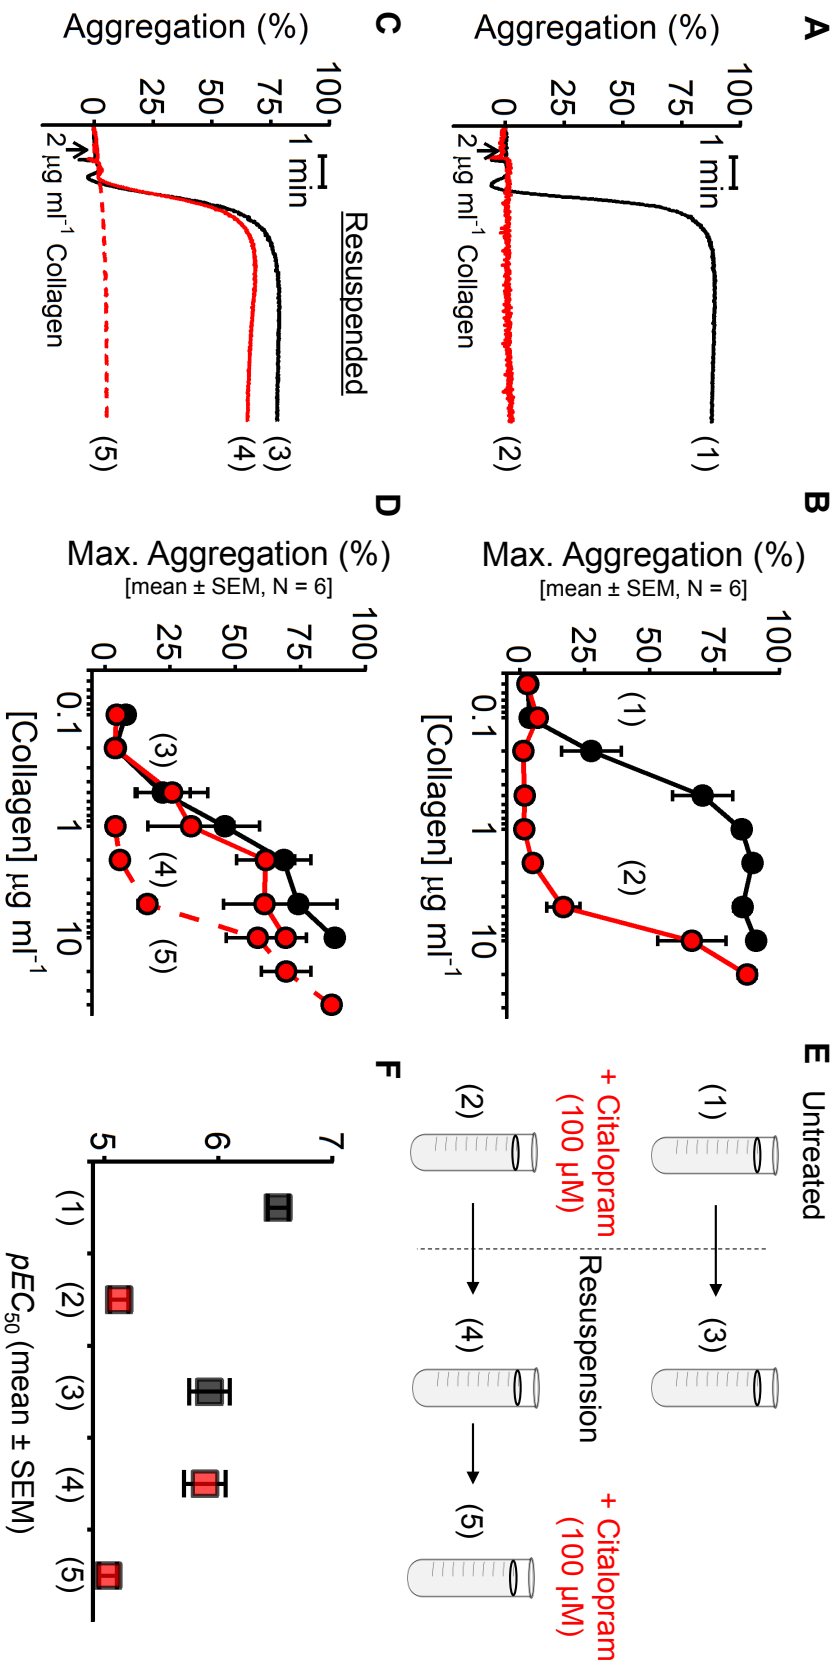 A
Aggregation (%)
100
75
50
25
0
1 min
2 μg ml⁻¹ Collagen
(1)
(2)
B
Max. Aggregation (%)
[mean ± SEM, N = 6]
100
75
50
25
0
(1)
(2)
0.1
1
10
[Collagen] μg ml⁻¹
C
Aggregation (%)
100
75
50
25
0
1 min
Resuspended
2 μg ml⁻¹ Collagen
(3)
(4)
(5)
D
Max. Aggregation (%)
[mean ± SEM, N = 6]
100
75
50
25
0
(3)
(4)
(5)
0.1
1
10
[Collagen] μg ml⁻¹
E
Untreated
(1)
(3)
+ Citalopram
(100 μM)
Resuspension
+ Citalopram
(100 μM)
(2)
(4)
(5)
F
7
6
5
(1)
(2)
(3)
(4)
(5)
pEC₅₀ (mean ± SEM)